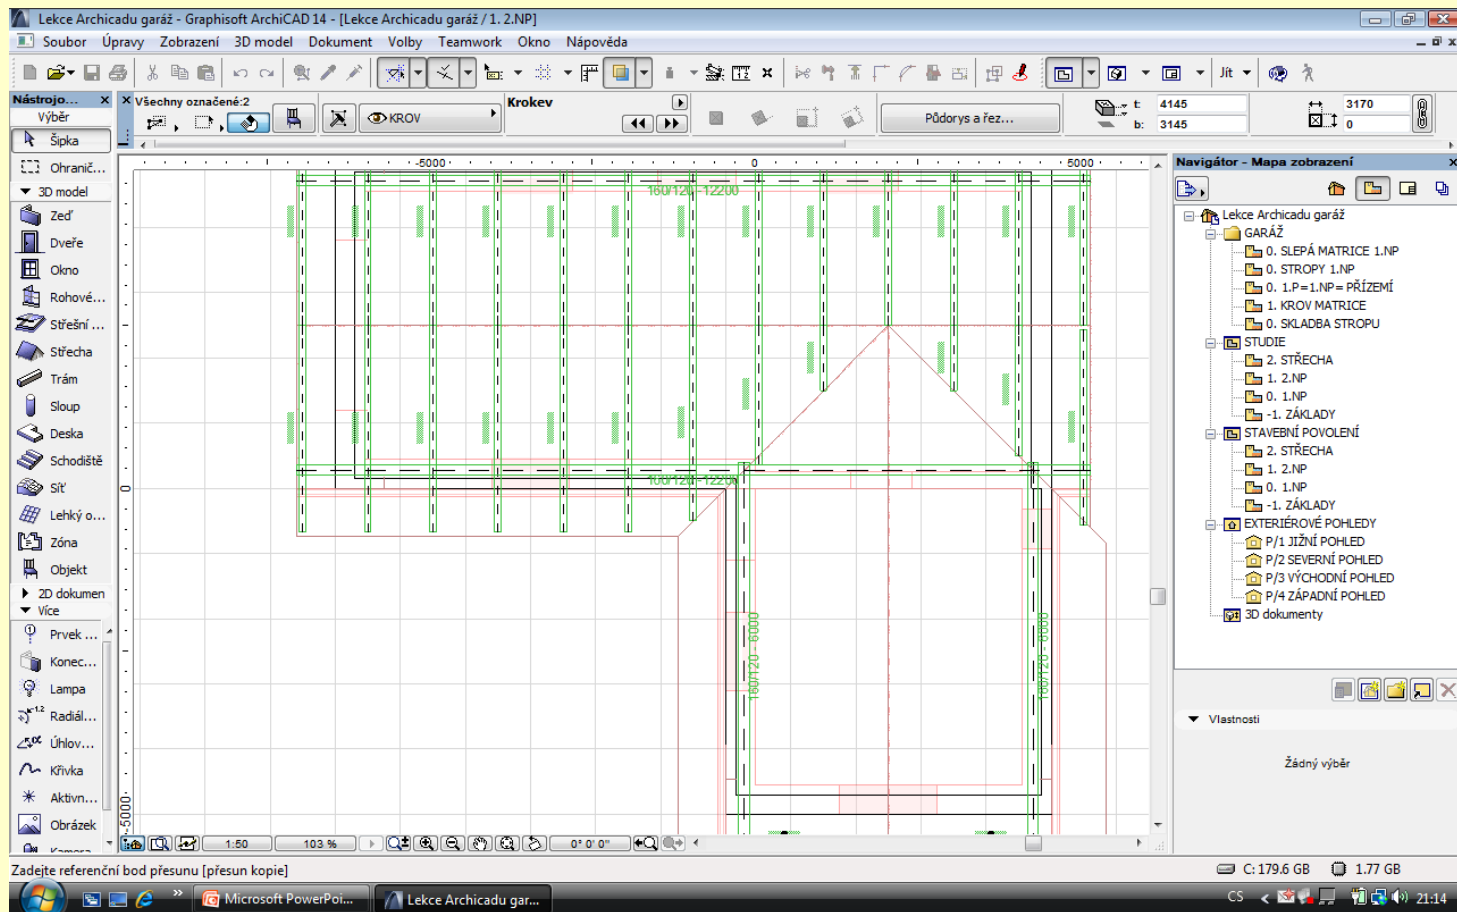 Lekce Archicadu garáž - Graphisoft ArchiCAD 14 - [Lekce Archicadu garáž / 1. 2.NP]
Soubor Úpravy Zobrazení 3D model Dokument Volby Teamwork Okno Nápověda
Jít
Nástrojo...
Výběr
Šipka
Ohranič...
3D model
Zeď
Dveře
Okno
Rohové...
Střešní ...
Střecha
Trám
Sloup
Deska
Schodiště
Síť
Lehký o...
Zóna
Objekt
2D dokumen
Více
Prvek ...
Konec...
Lampa
Radiál...
Úhlov...
Křivka
Aktivn...
Obrázek
Kamera
Všechny označené:2
KROV
Krokev
Půdorys a řez...
t: 4145
b: 3145
3170
0
-5000 0 5000
160/120 -12200
0
160/120 -12200
160/120 - 6000
160/120 - 6000
-5000
1:50 103 % 0° 0' 0"
Navigátor - Mapa zobrazení
Lekce Archicadu garáž
GARÁŽ
0. SLEPÁ MATRICE 1.NP
0. STROPY 1.NP
0. 1.P=1.NP= PŘÍZEMÍ
1. KROV MATRICE
0. SKLADBA STROPU
STUDIE
2. STŘECHA
1. 2.NP
0. 1.NP
-1. ZÁKLADY
STAVEBNÍ POVOLENÍ
2. STŘECHA
1. 2.NP
0. 1.NP
-1. ZÁKLADY
EXTERIÉROVÉ POHLEDY
P/1 JIŽNÍ POHLED
P/2 SEVERNÍ POHLED
P/3 VÝCHODNÍ POHLED
P/4 ZÁPADNÍ POHLED
3D dokumenty
Vlastnosti
Žádný výběr
Zadejte referenční bod přesunu [přesun kopie]
C: 179.6 GB 1.77 GB
Microsoft PowerPoi...
Lekce Archicadu gar...
CS
21:14